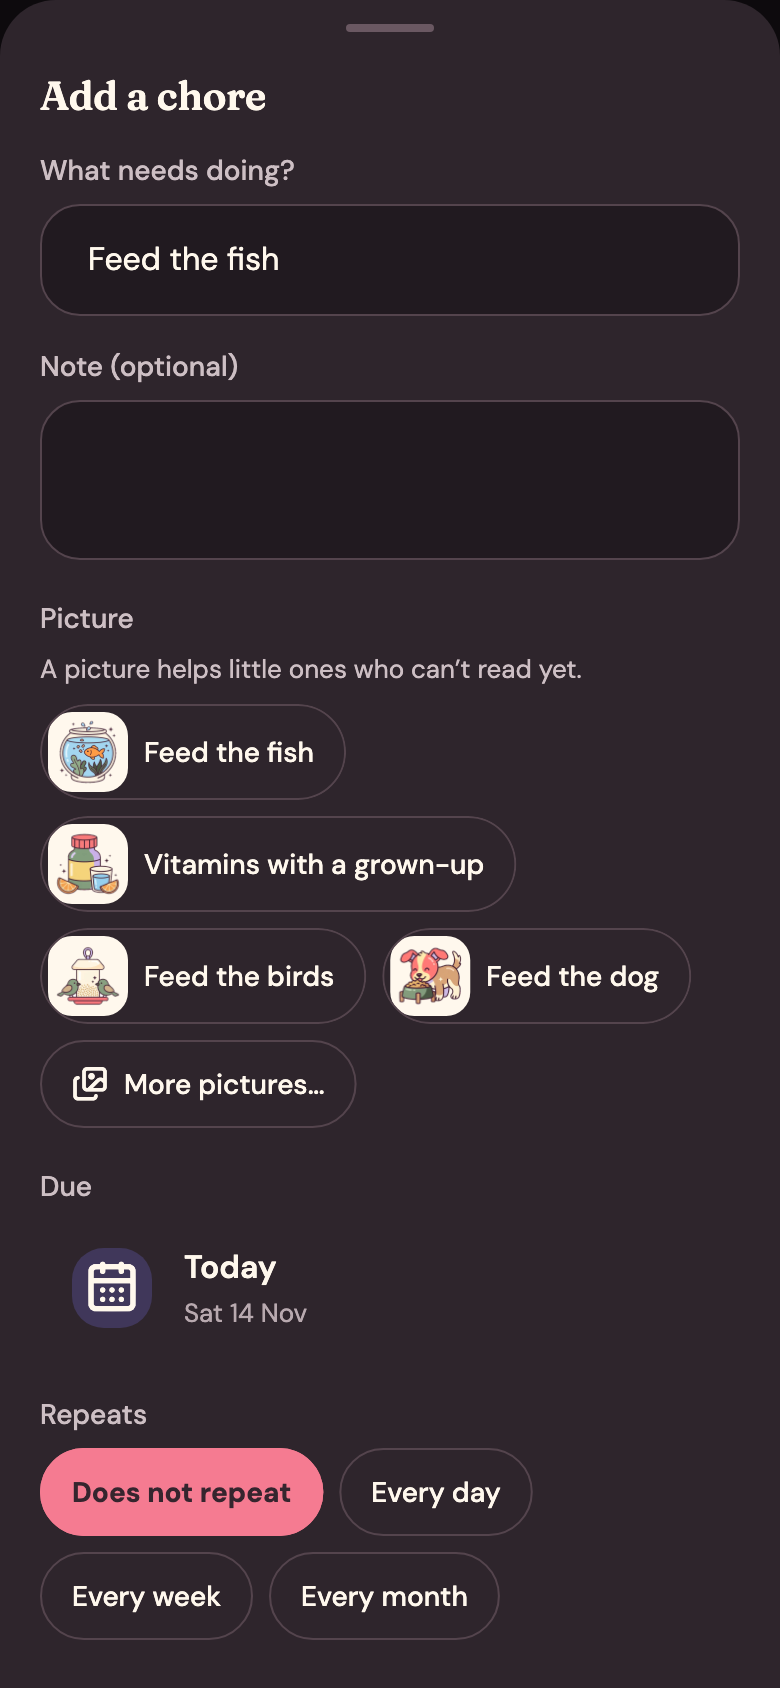 Add a chore
What needs doing?
Feed the fish
Note (optional)
Picture
A picture helps little ones who can’t read yet.
Feed the fish
Vitamins with a grown-up
Feed the birds
Feed the dog
More pictures…
Due
Today
Sat 14 Nov
Repeats
Does not repeat
Every day
Every week
Every month